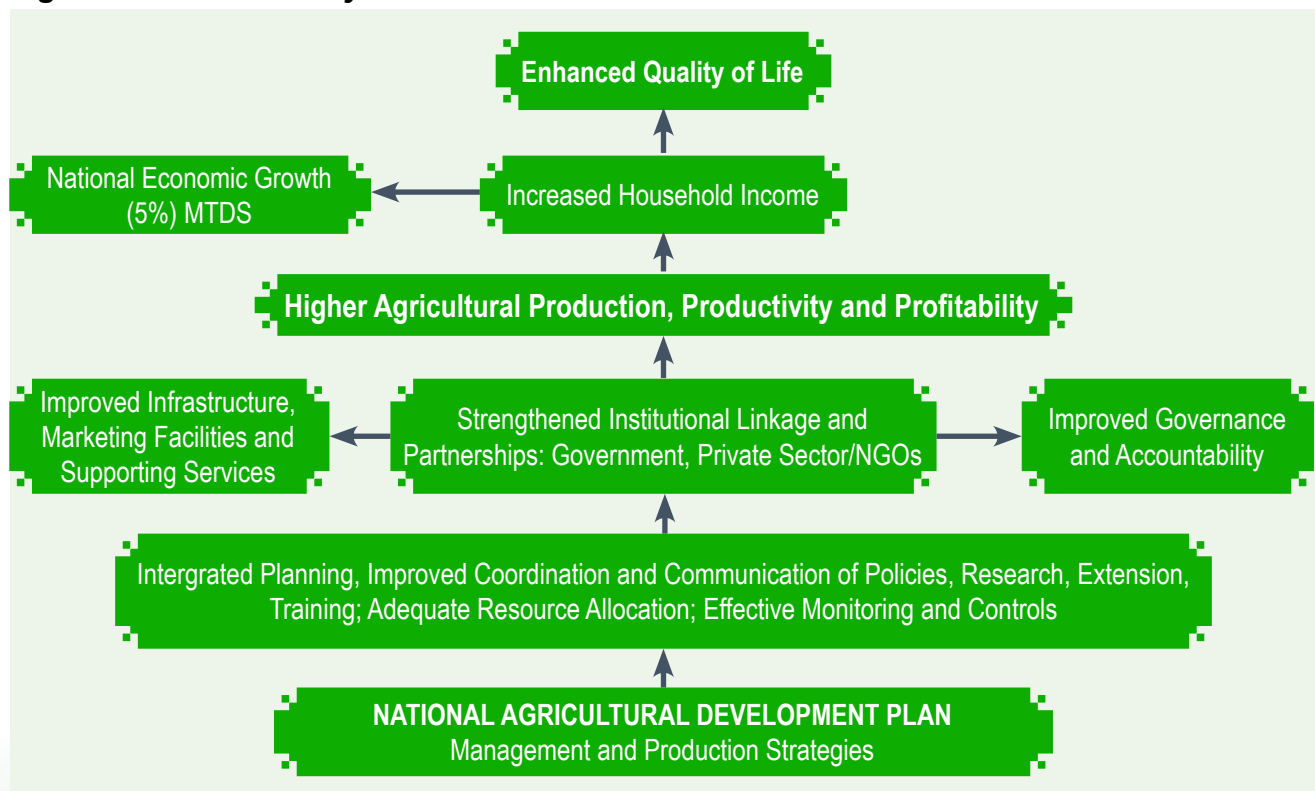 Enhanced Quality of Life
National Economic Growth
(5%) MTDS
Increased Household Income
Higher Agricultural Production, Productivity and Profitability
Improved Infrastructure,
Marketing Facilities and
Supporting Services
Strengthened Institutional Linkage and
Partnerships: Government, Private Sector/NGOs
Improved Governance
and Accountability
Intergrated Planning, Improved Coordination and Communication of Policies, Research, Extension,
Training; Adequate Resource Allocation; Effective Monitoring and Controls
NATIONAL AGRICULTURAL DEVELOPMENT PLAN
Management and Production Strategies